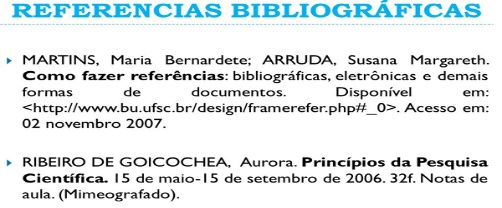 REFERENCIAS BIBLIOGRÁFICAS
MARTINS, Maria Bernardete; ARRUDA, Susana Margareth.
Como fazer referências: bibliográficas, eletrônicas e demais
formas de documentos. Disponível em:
<http://www.bu.ufsc.br/design/framerefer.php#_0>. Acesso em:
02 novembro 2007.
RIBEIRO DE GOICOCHEA, Aurora. Princípios da Pesquisa
Científica. 15 de maio-15 de setembro de 2006. 32f. Notas de
aula. (Mimeografado).